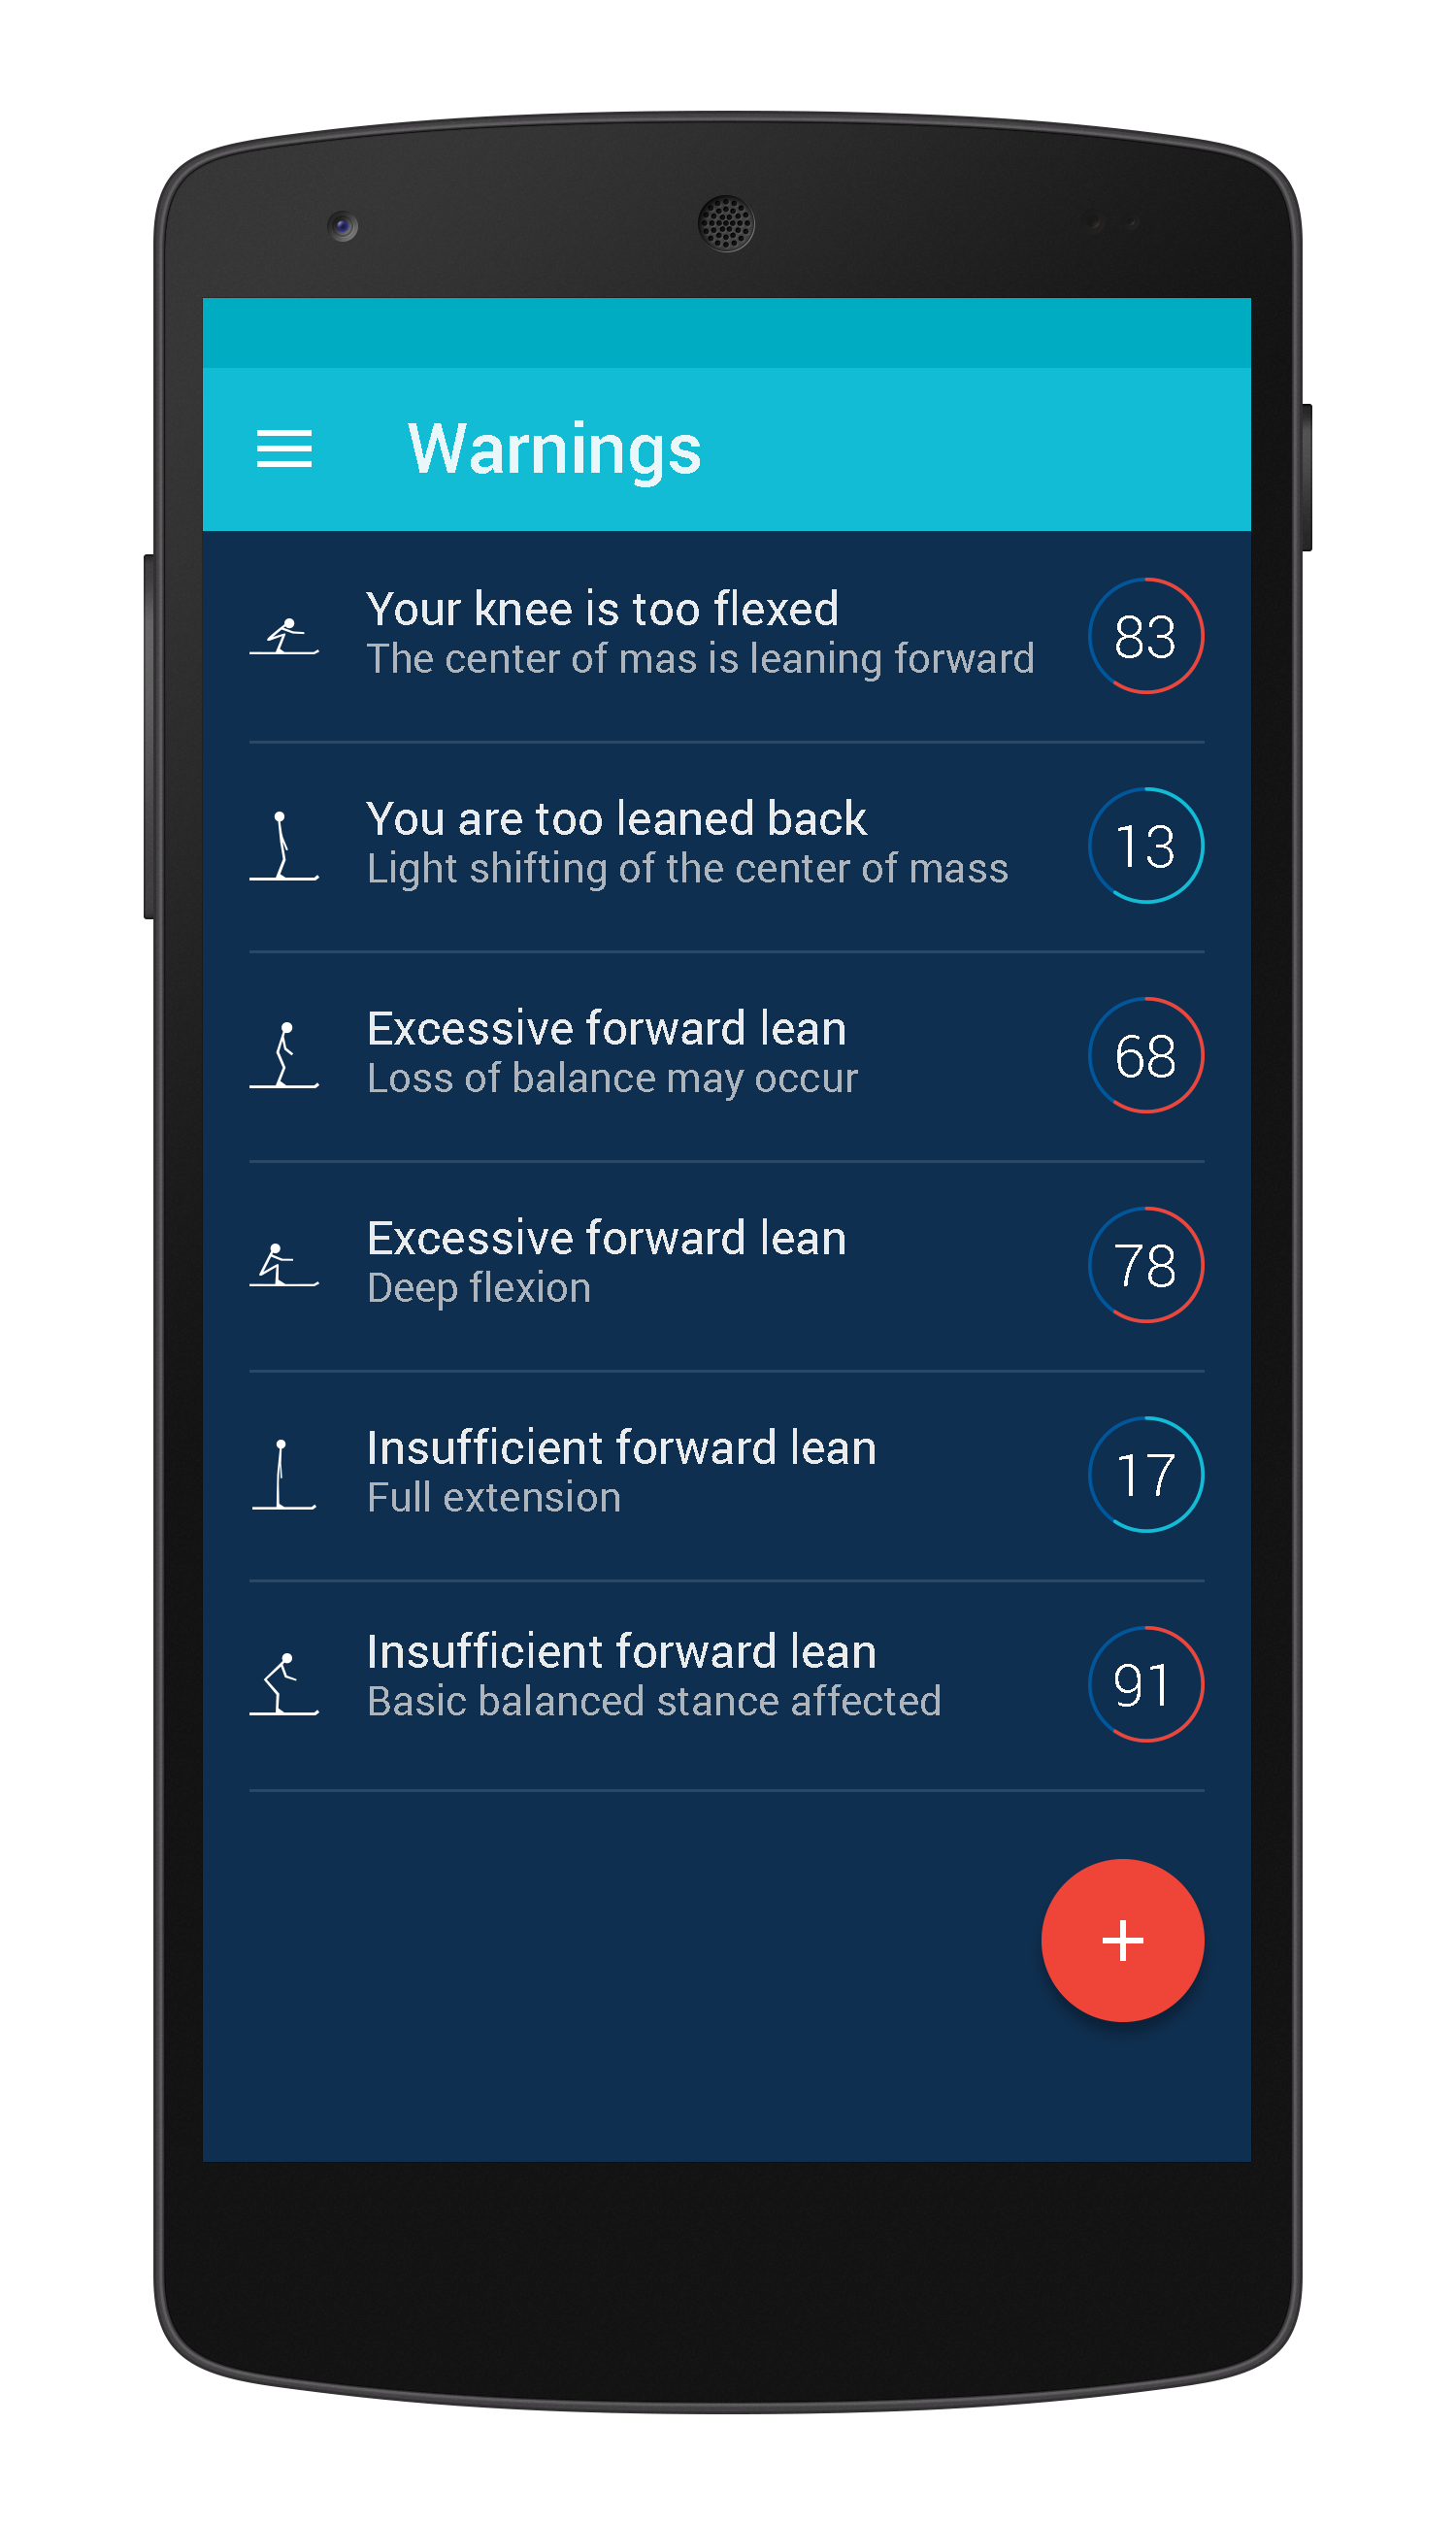 Warnings
Your knee is too flexed
The center of mas is leaning forward
83
You are too leaned back
Light shifting of the center of mass
13
Excessive forward lean
Loss of balance may occur
68
Excessive forward lean
Deep flexion
78
Insufficient forward lean
Full extension
17
Insufficient forward lean
Basic balanced stance affected
91
+